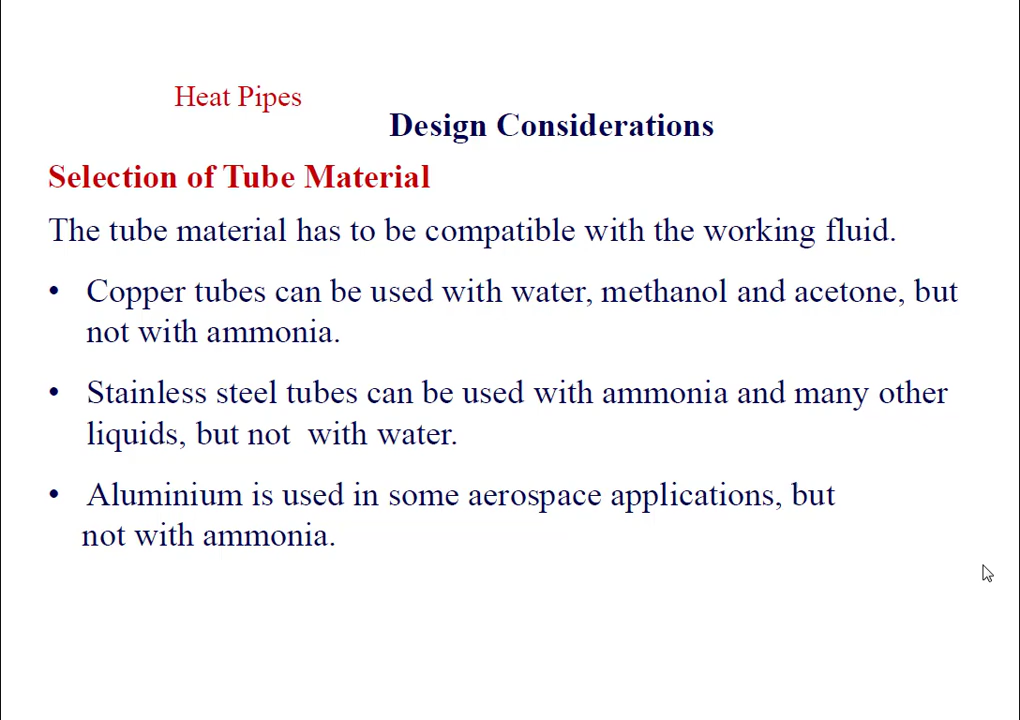 Heat Pipes
Design Considerations
Selection of Tube Material
The tube material has to be compatible with the working fluid.
• Copper tubes can be used with water, methanol and acetone, but
not with ammonia.
• Stainless steel tubes can be used with ammonia and many other
liquids, but not with water.
• Aluminium is used in some aerospace applications, but
not with ammonia.